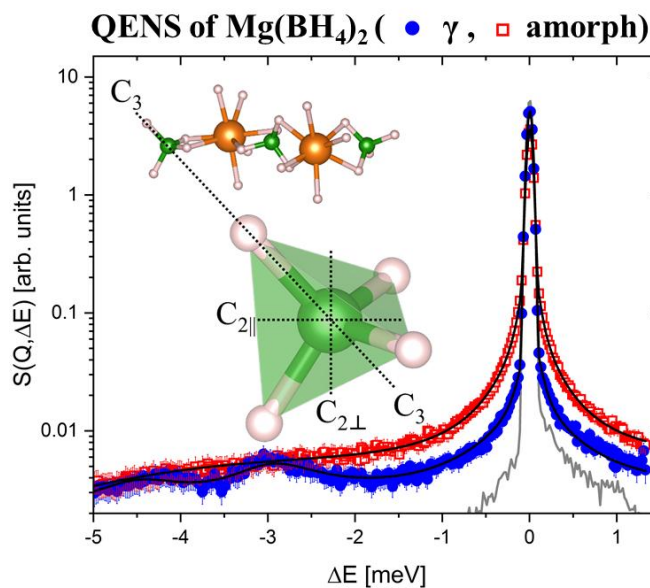 QENS of Mg(BH4)2 ( ● γ , □ amorph)
C3
C2∥
C2⊥
C3
S(Q,ΔE) [arb. units]
10
1
0.1
0.01
-5 -4 -3 -2 -1 0 1
ΔE [meV]